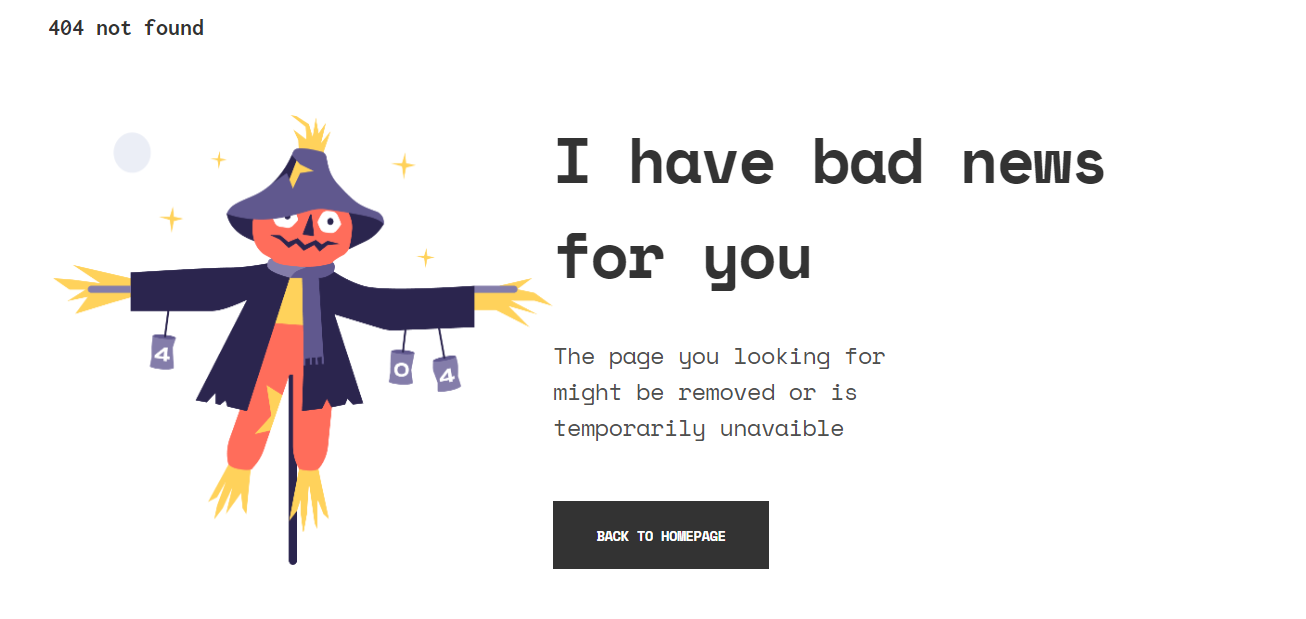 404 not found
I have bad news
for you
The page you looking for
might be removed or is
temporarily unavaible
4
0
4
BACK TO HOMEPAGE